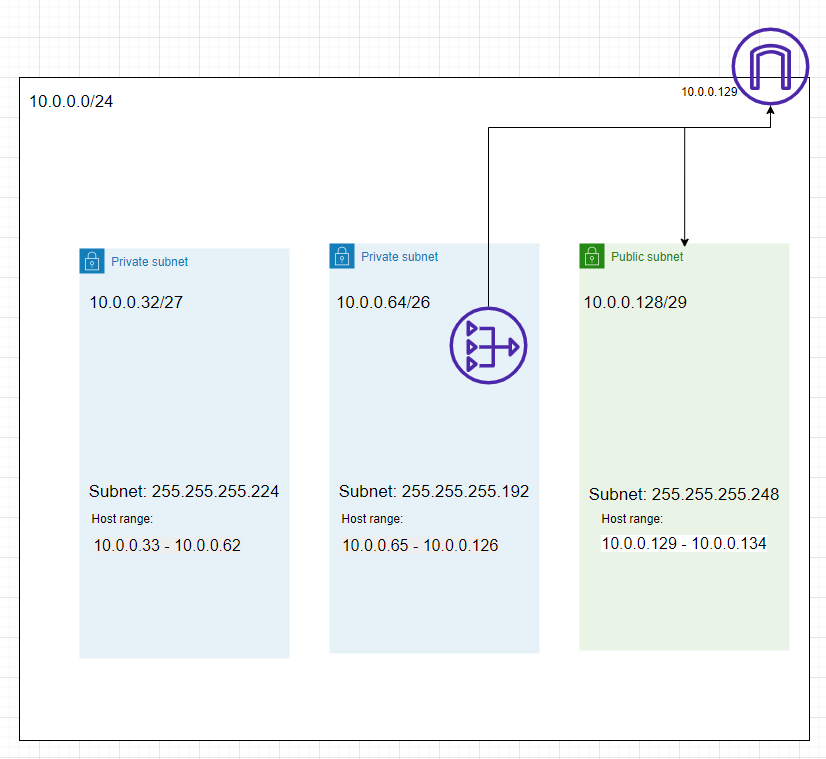 10.0.0.0/24
10.0.0.129
Private subnet
10.0.0.32/27
Subnet: 255.255.255.224
Host range:
10.0.0.33 - 10.0.0.62
Private subnet
10.0.0.64/26
Subnet: 255.255.255.192
Host range:
10.0.0.65 - 10.0.0.126
Public subnet
10.0.0.128/29
Subnet: 255.255.255.248
Host range:
10.0.0.129 - 10.0.0.134